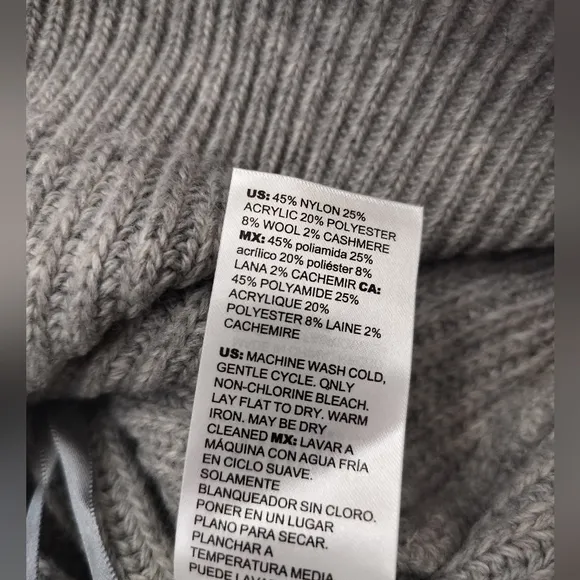 US: 45% NYLON 25%
ACRYLIC 20% POLYESTER
8% WOOL 2% CASHMERE
MX: 45% poliamida 25%
acrílico 20% poliéster 8%
LANA 2% CACHEMIR CA:
45% POLYAMIDE 25%
ACRYLIQUE 20%
POLYESTER 8% LAINE 2%
CACHEMIRE
US: MACHINE WASH COLD,
GENTLE CYCLE. ONLY
NON-CHLORINE BLEACH.
LAY FLAT TO DRY. WARM
IRON, MAY BE DRY
CLEANED MX: LAVAR A
MÁQUINA CON AGUA FRÍA
EN CICLO SUAVE.
SOLAMENTE
BLANQUEADOR SIN CLORO.
PONER EN UN LUGAR
PLANO PARA SECAR.
PLANCHAR A
TEMPERATURA MEDIA
PUEDE